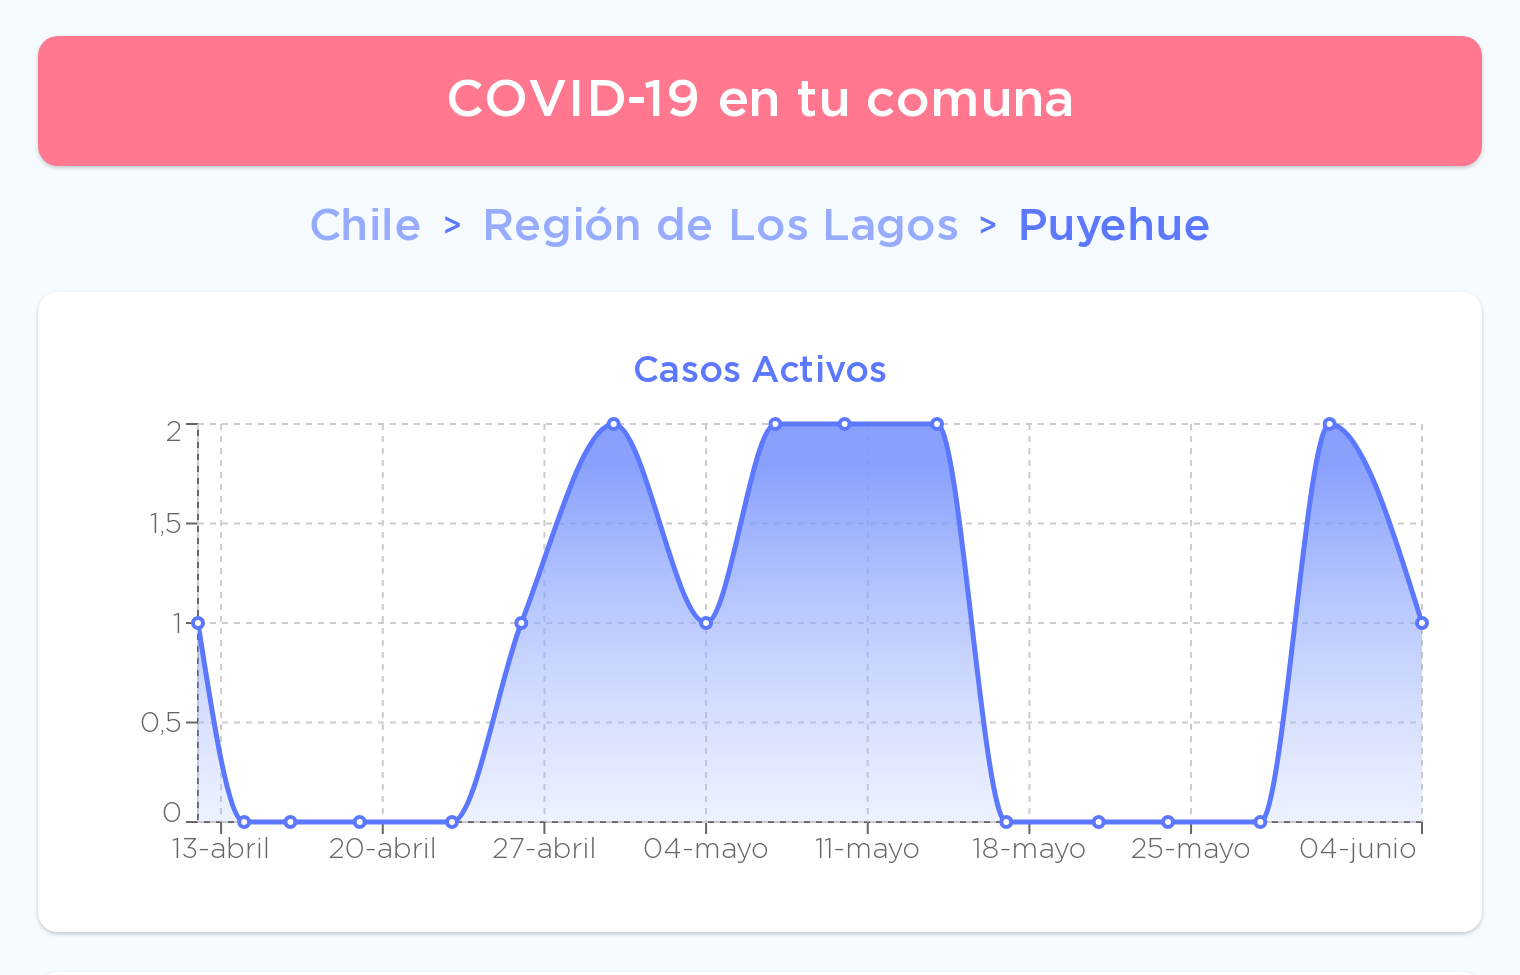 COVID-19 en tu comuna
Chile > Región de Los Lagos > Puyehue
Casos Activos
2
1,5
1
0,5
0
13-abril 20-abril 27-abril 04-mayo 11-mayo 18-mayo 25-mayo 04-junio